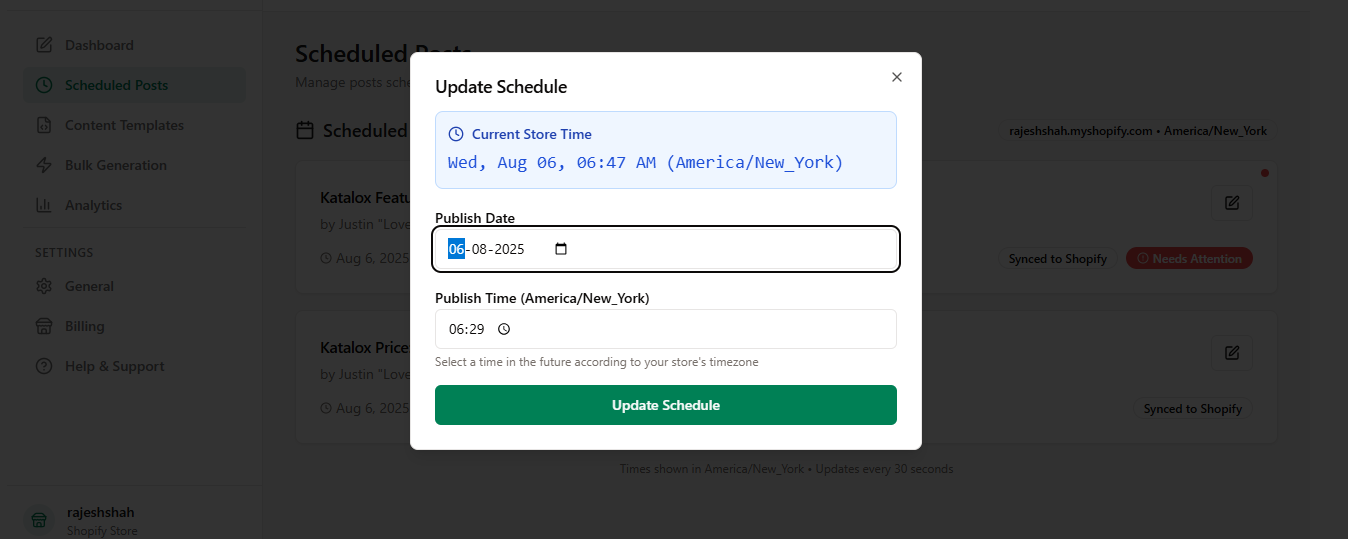 Dashboard
Scheduled Posts
Content Templates
Bulk Generation
Analytics
SETTINGS
General
Billing
Help & Support
rajeshshah
Shopify Store
Scheduled Posts
Manage posts sche
Scheduled
rajeshshah.myshopify.com • America/New_York
Katalox Featu
by Justin "Love
Aug 6, 2025
Synced to Shopify
Needs Attention
Katalox Price
by Justin "Love
Aug 6, 2025
Synced to Shopify
Times shown in America/New_York • Updates every 30 seconds
Update Schedule
Current Store Time
Wed, Aug 06, 06:47 AM (America/New_York)
Publish Date
06-08-2025
Publish Time (America/New_York)
06:29
Select a time in the future according to your store's timezone
Update Schedule